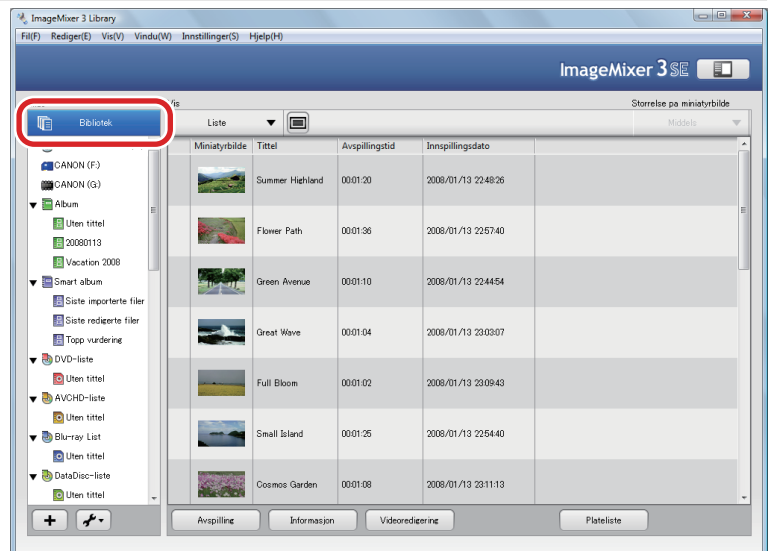 ImageMixer 3 Library
Fil(F) Rediger(E) Vis(V) Vindu(W) Innstillinger(S) Hjelp(H)
ImageMixer 3 SE
Vis
Storrelse pa miniatyrbilde
Bibliotek
Liste
Middels
Miniatyrbilde Tittel Avspillingstid Innspillingsdato
CANON (F:)
CANON (G:)
Album
Uten tittel
20080113
Vacation 2008
Smart album
Siste importerte filer
Siste redigerte filer
Topp vurdering
DVD-liste
Uten tittel
AVCHD-liste
Uten tittel
Blu-ray List
Uten tittel
DataDisc-liste
Uten tittel
Summer Highland 00:01:20 2008/01/13 22:48:26
Flower Path 00:01:36 2008/01/13 22:57:40
Green Avenue 00:01:10 2008/01/13 22:44:54
Great Wave 00:01:04 2008/01/13 23:03:07
Full Bloom 00:01:02 2008/01/13 23:09:43
Small Island 00:01:25 2008/01/13 22:54:40
Cosmos Garden 00:01:08 2008/01/13 23:11:13
Avspilling Informasjon Videoredigering Plateliste